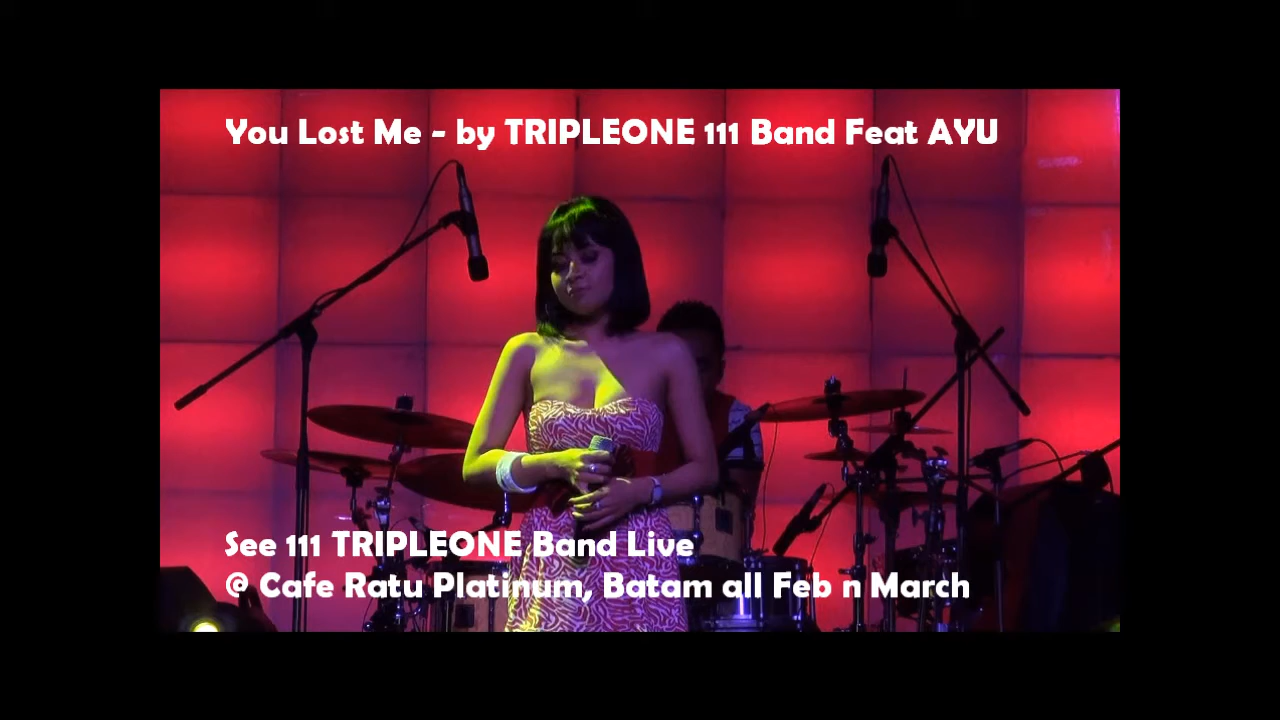 You Lost Me - by TRIPLEONE 111 Band Feat AYU
See 111 TRIPLEONE Band Live
@ Cafe Ratu Platinum, Batam all Feb n March